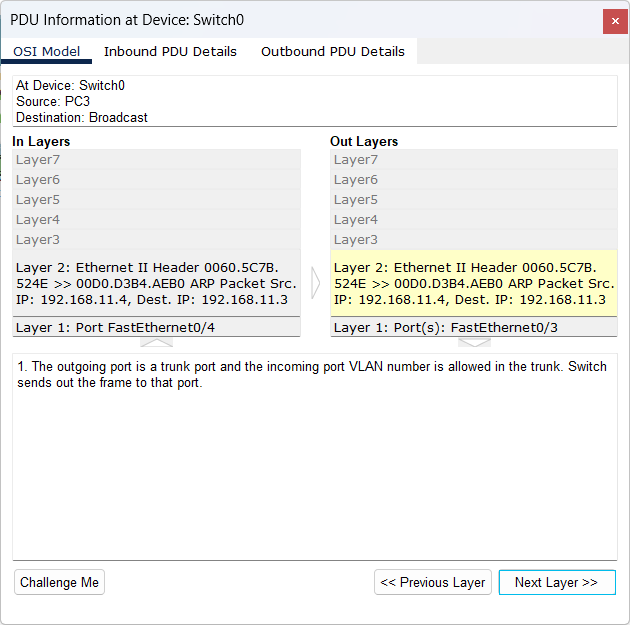 PDU Information at Device: Switch0
OSI Model Inbound PDU Details Outbound PDU Details
At Device: Switch0
Source: PC3
Destination: Broadcast
In Layers
Layer7
Layer6
Layer5
Layer4
Layer3
Layer 2: Ethernet II Header 0060.5C7B.
524E >> 00D0.D3B4.AEB0 ARP Packet Src.
IP: 192.168.11.4, Dest. IP: 192.168.11.3
Layer 1: Port FastEthernet0/4
Out Layers
Layer7
Layer6
Layer5
Layer4
Layer3
Layer 2: Ethernet II Header 0060.5C7B.
524E >> 00D0.D3B4.AEB0 ARP Packet Src.
IP: 192.168.11.4, Dest. IP: 192.168.11.3
Layer 1: Port(s): FastEthernet0/3
1. The outgoing port is a trunk port and the incoming port VLAN number is allowed in the trunk. Switch
sends out the frame to that port.
Challenge Me << Previous Layer Next Layer >>